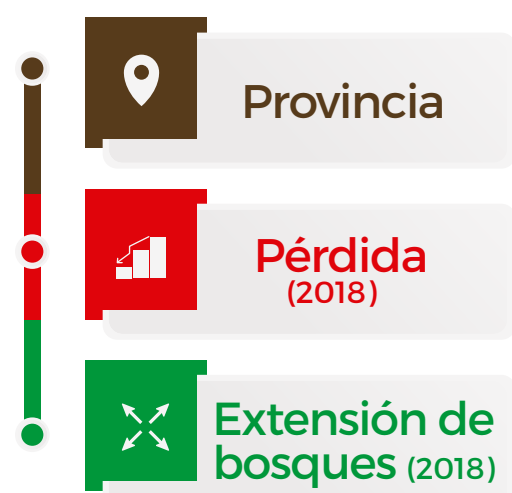 Provincia
Pérdida
(2018)
Extensión de
bosques (2018)